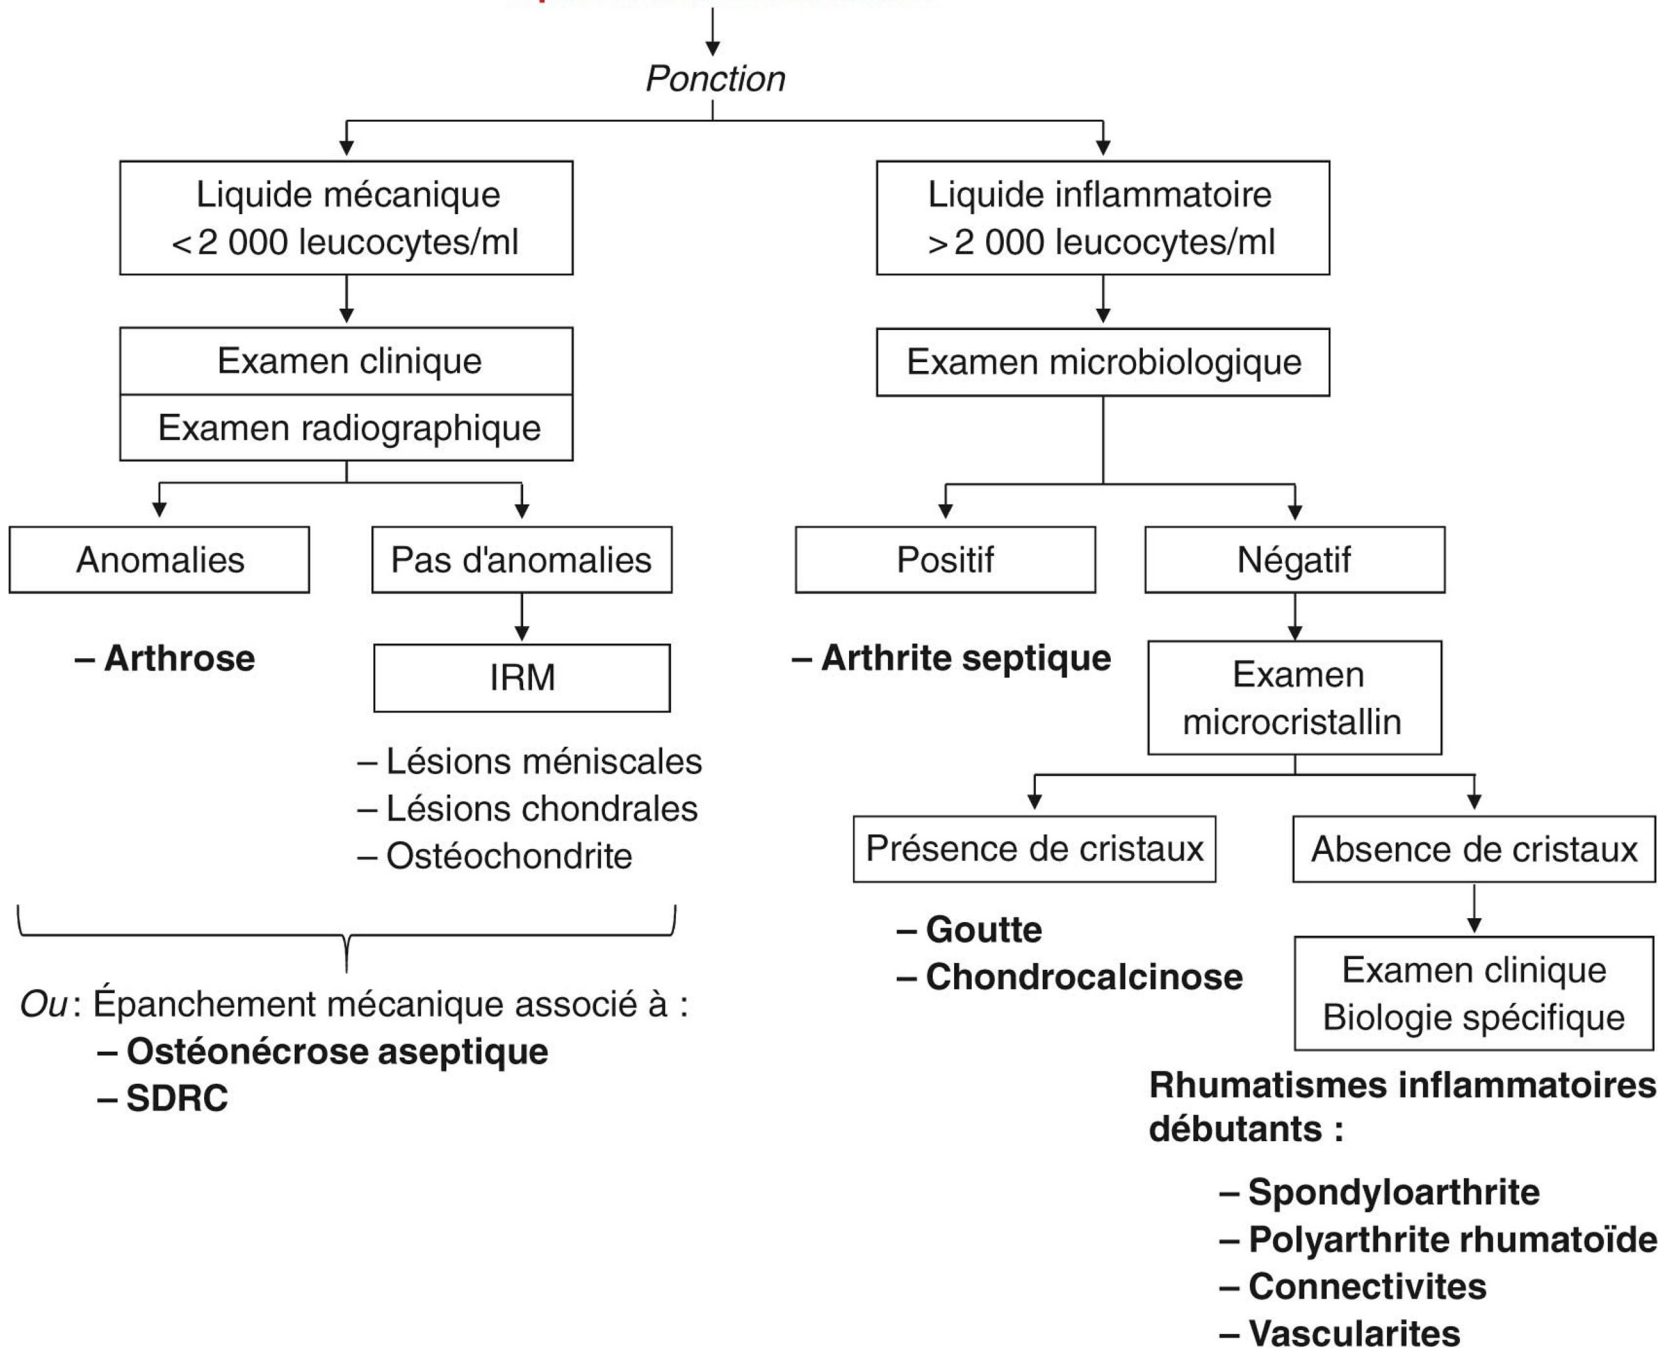 Ponction
Liquide mécanique
< 2 000 leucocytes/ml
Liquide inflammatoire
> 2 000 leucocytes/ml
Examen clinique
Examen radiographique
Examen microbiologique
Anomalies
Pas d'anomalies
Positif
Négatif
– Arthrose
IRM
– Arthrite septique
Examen
microcristallin
– Lésions méniscales
– Lésions chondrales
– Ostéochondrite
Présence de cristaux
Absence de cristaux
– Goutte
– Chondrocalcinose
Examen clinique
Biologie spécifique
Ou : Épanchement mécanique associé à :
– Ostéonécrose aseptique
– SDRC
Rhumatismes inflammatoires
débutants :
– Spondyloarthrite
– Polyarthrite rhumatoïde
– Connectivites
– Vascularites